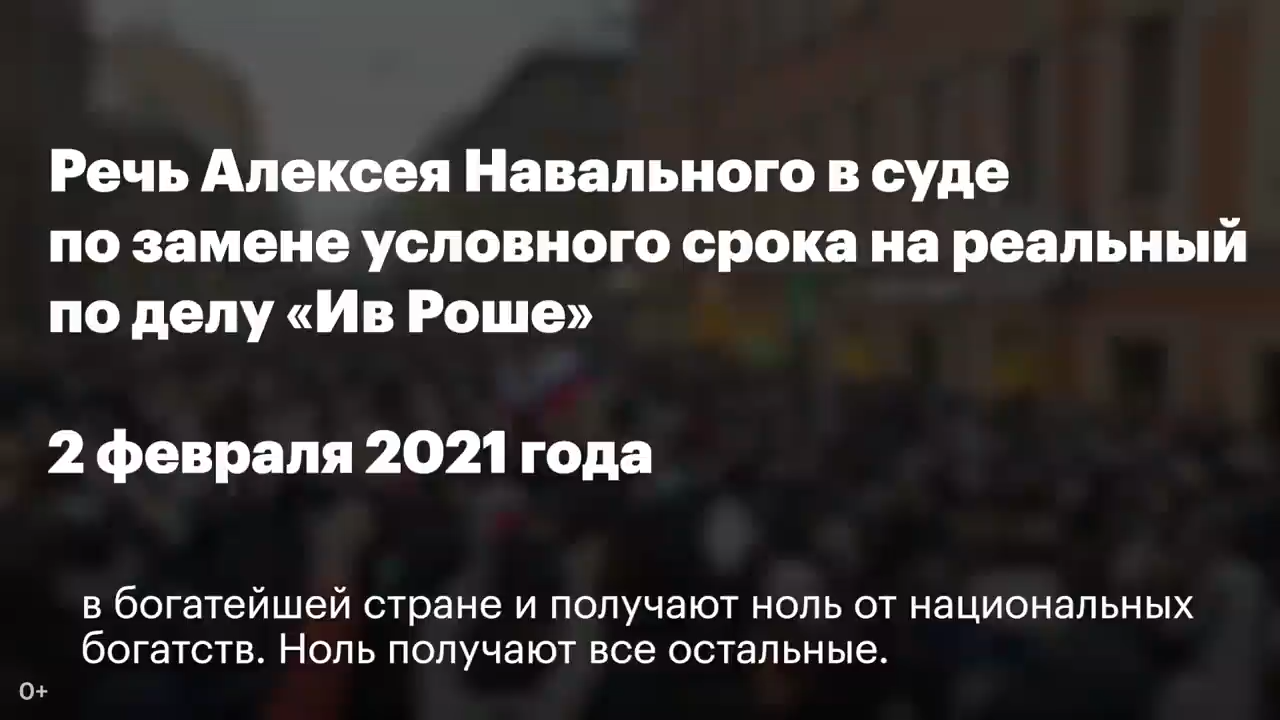 Речь Алексея Навального в суде
по замене условного срока на реальный
по делу «Ив Роше»
2 февраля 2021 года
в богатейшей стране и получают ноль от национальных
богатств. Ноль получают все остальные.
0+